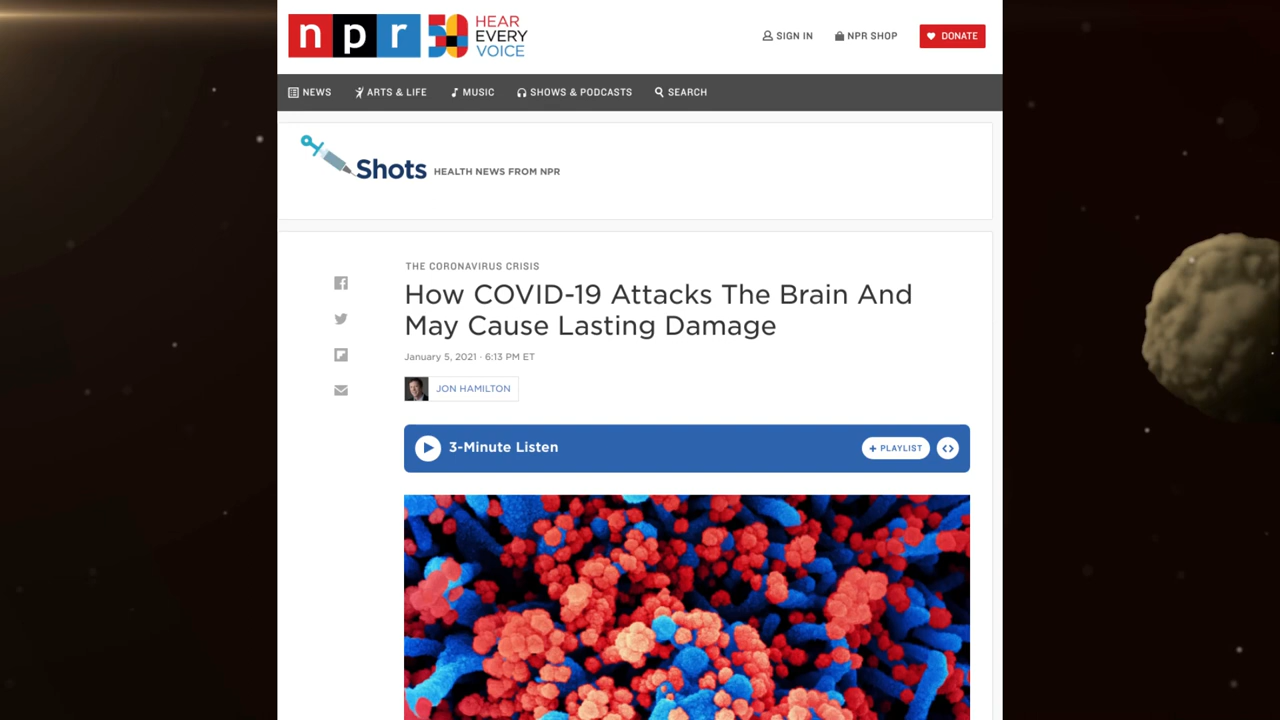 npr 50 HEAR
EVERY
VOICE
SIGN IN NPR SHOP DONATE
NEWS ARTS & LIFE MUSIC SHOWS & PODCASTS SEARCH
Shots HEALTH NEWS FROM NPR
THE CORONAVIRUS CRISIS
How COVID-19 Attacks The Brain And
May Cause Lasting Damage
January 5, 2021 · 6:13 PM ET
JON HAMILTON
3-Minute Listen + PLAYLIST